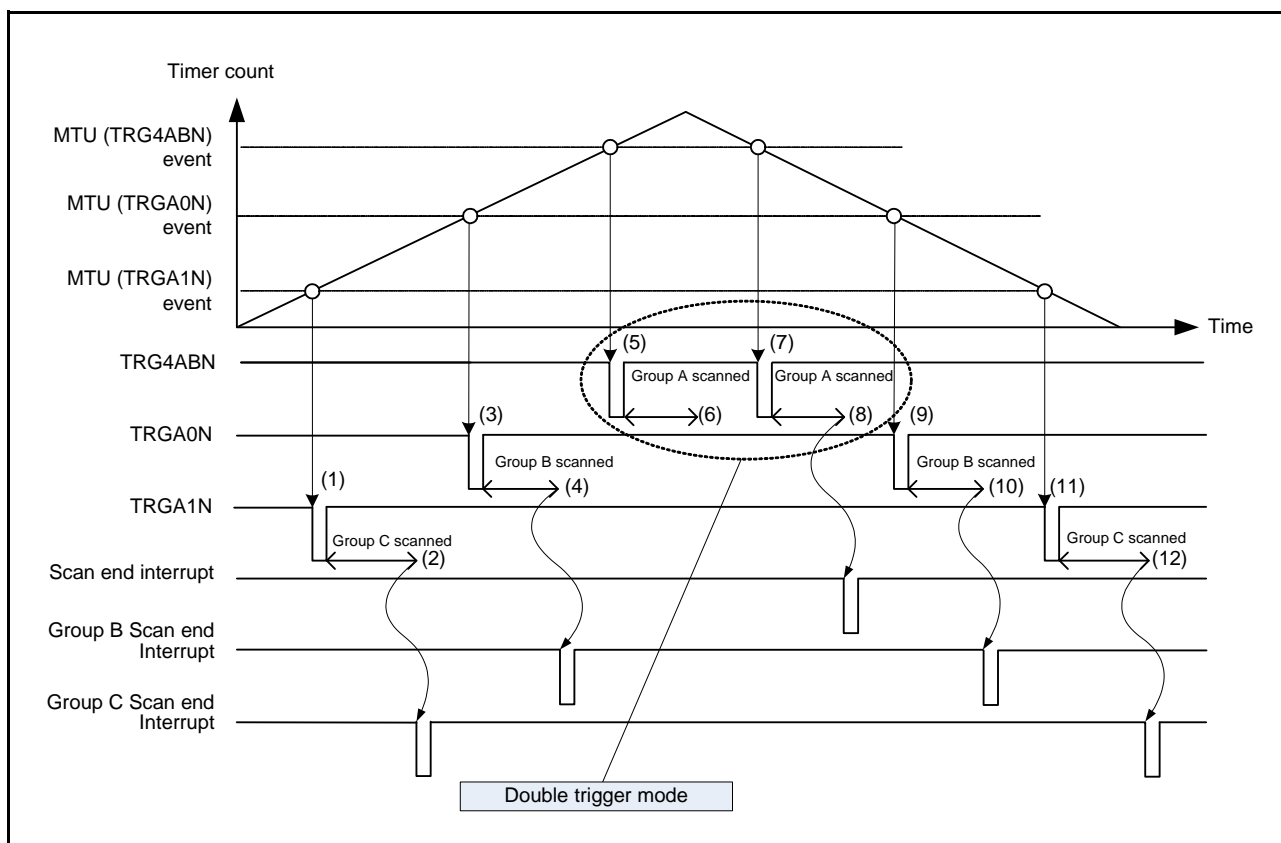 Timer count
MTU (TRG4ABN)
event
MTU (TRGA0N)
event
MTU (TRGA1N)
event
Time
TRG4ABN
(5)
(7)
Group A scanned
Group A scanned
(6)
(8)
TRGA0N
(3)
(9)
Group B scanned
(4)
Group B scanned
(10)
TRGA1N
(1)
(11)
Group C scanned
(2)
Group C scanned
(12)
Scan end interrupt
Group B Scan end
Interrupt
Group C Scan end
Interrupt
Double trigger mode